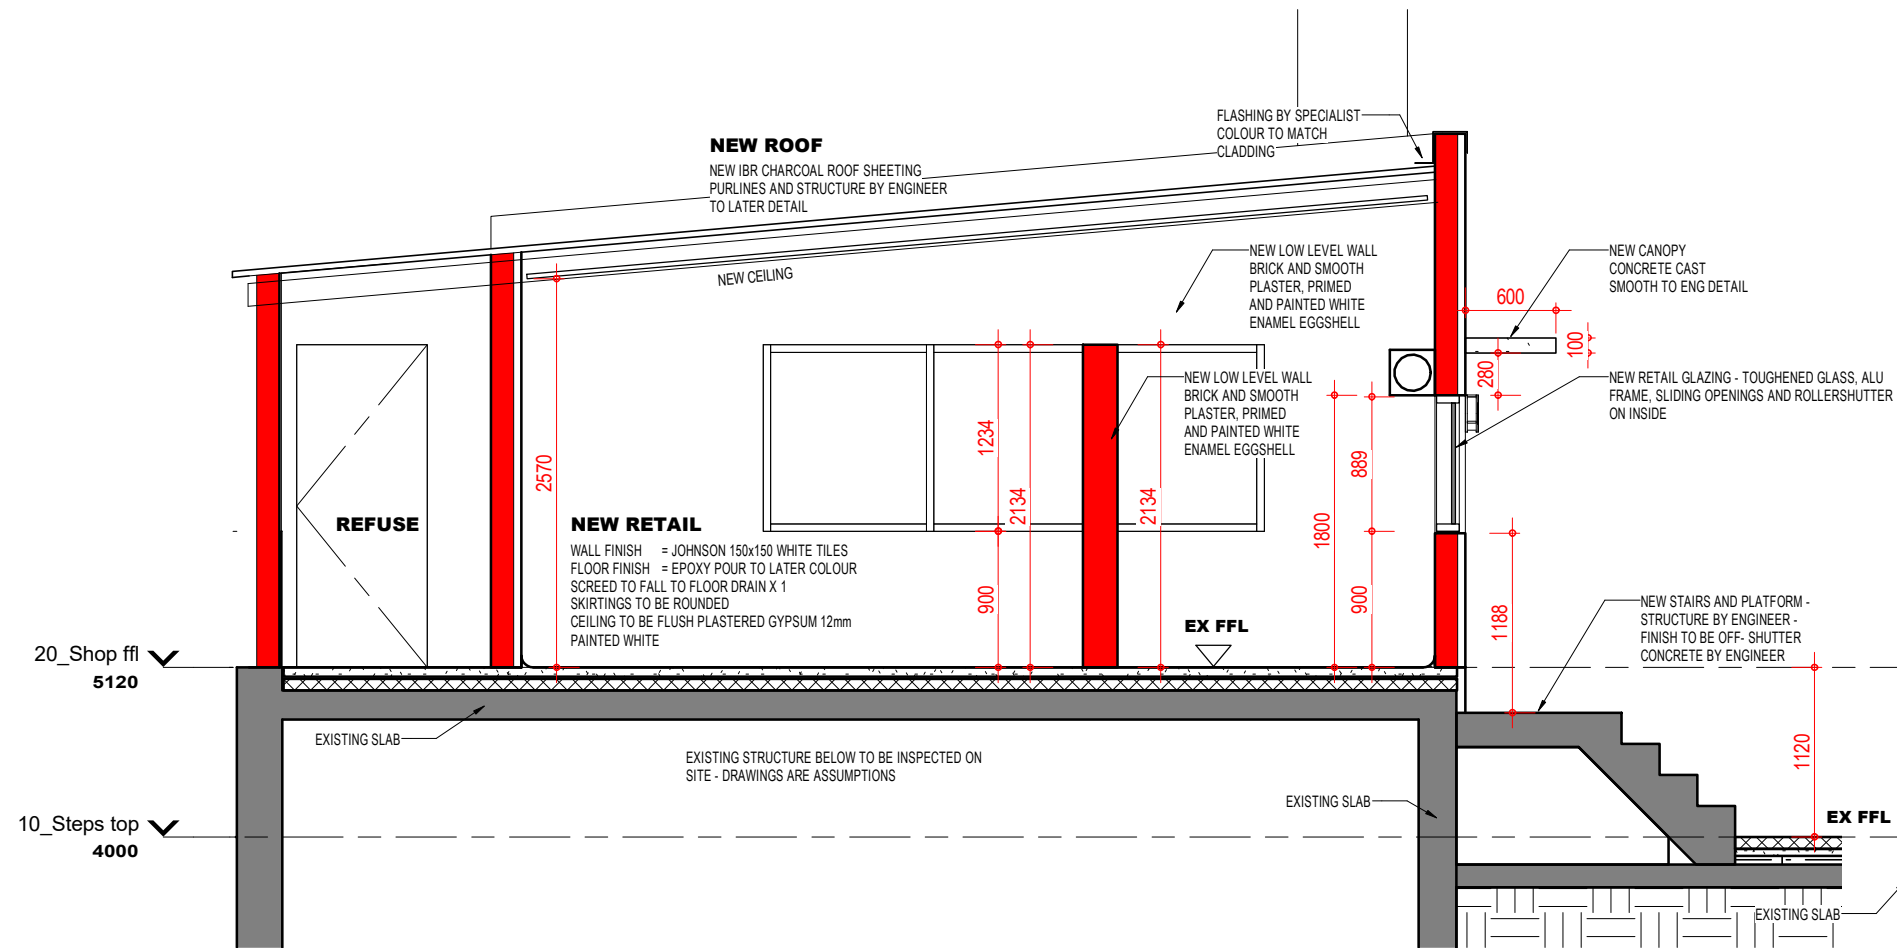 FLASHING BY SPECIALIST
COLOUR TO MATCH
CLADDING
NEW ROOF
NEW IBR CHARCOAL ROOF SHEETING
PURLINES AND STRUCTURE BY ENGINEER
TO LATER DETAIL
NEW CEILING
NEW LOW LEVEL WALL
BRICK AND SMOOTH
PLASTER, PRIMED
AND PAINTED WHITE
ENAMEL EGGSHELL
NEW CANOPY
CONCRETE CAST
SMOOTH TO ENG DETAIL
600
100
280
NEW LOW LEVEL WALL
BRICK AND SMOOTH
PLASTER, PRIMED
AND PAINTED WHITE
ENAMEL EGGSHELL
NEW RETAIL GLAZING - TOUGHENED GLASS, ALU
FRAME, SLIDING OPENINGS AND ROLLERSHUTTER
ON INSIDE
2570
1234
2134
2134
1800
889
900
900
1188
REFUSE
NEW RETAIL
WALL FINISH = JOHNSON 150x150 WHITE TILES
FLOOR FINISH = EPOXY POUR TO LATER COLOUR
SCREED TO FALL TO FLOOR DRAIN X 1
SKIRTINGS TO BE ROUNDED
CEILING TO BE FLUSH PLASTERED GYPSUM 12mm
PAINTED WHITE
EX FFL
NEW STAIRS AND PLATFORM -
STRUCTURE BY ENGINEER -
FINISH TO BE OFF- SHUTTER
CONCRETE BY ENGINEER
20_Shop ffl
5120
EXISTING SLAB
EXISTING STRUCTURE BELOW TO BE INSPECTED ON
SITE - DRAWINGS ARE ASSUMPTIONS
1120
EXISTING SLAB
10_Steps top
4000
EX FFL
EXISTING SLAB